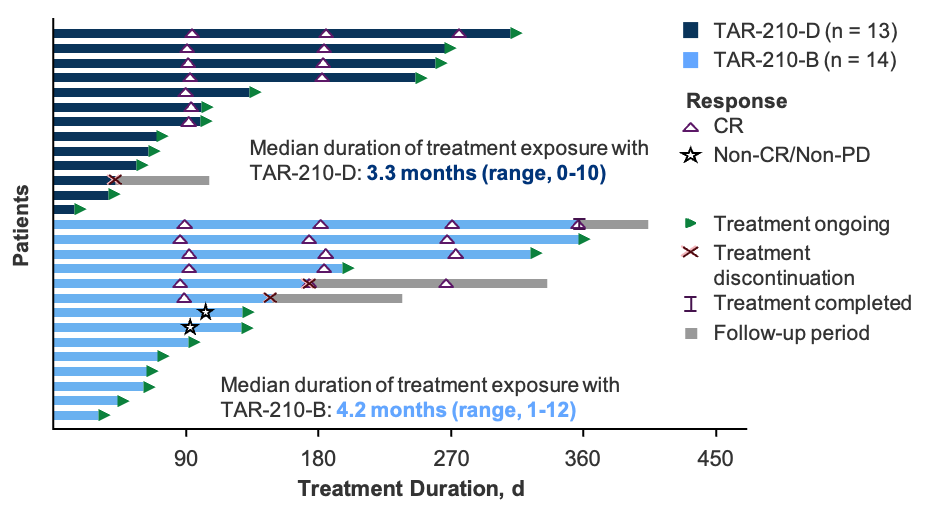 TAR-210-D (n = 13)
TAR-210-B (n = 14)
Response
CR
Non-CR/Non-PD
Median duration of treatment exposure with
TAR-210-D: 3.3 months (range, 0-10)
Patients
Treatment ongoing
Treatment
discontinuation
Treatment completed
Follow-up period
Median duration of treatment exposure with
TAR-210-B: 4.2 months (range, 1-12)
90 180 270 360 450
Treatment Duration, d